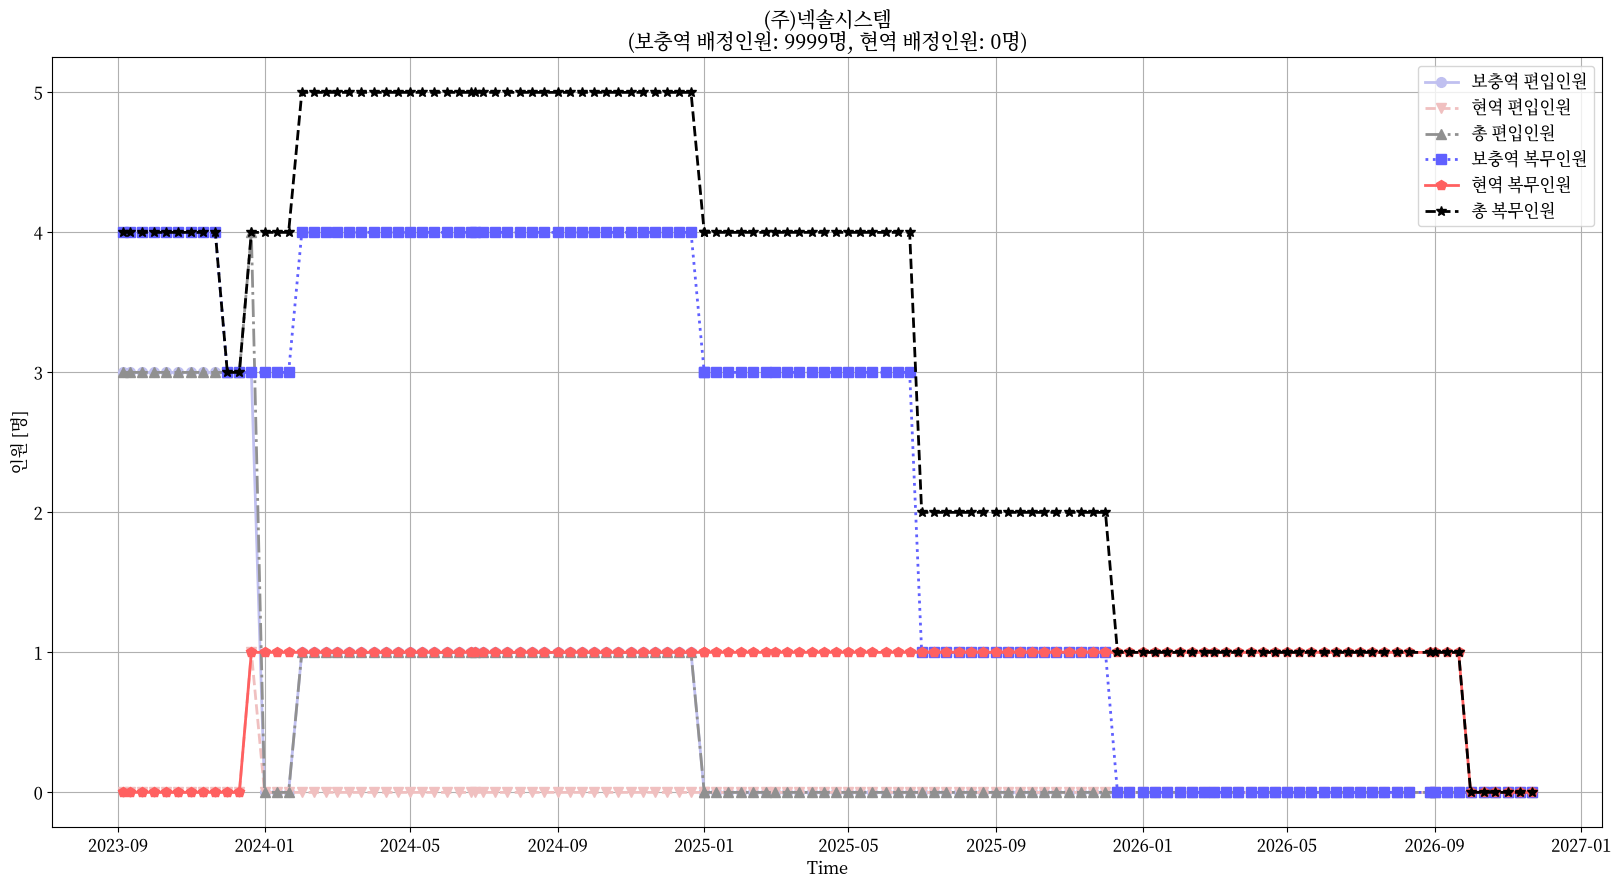 (주)넥솔시스템
(보충역 배정인원: 9999명, 현역 배정인원: 0명)
보충역 편입인원
현역 편입인원
총 편입인원
보충역 복무인원
현역 복무인원
총 복무인원
인원 [명]
5
4
3
2
1
0
2023-09
2024-01
2024-05
2024-09
2025-01
2025-05
2025-09
2026-01
2026-05
2026-09
2027-01
Time